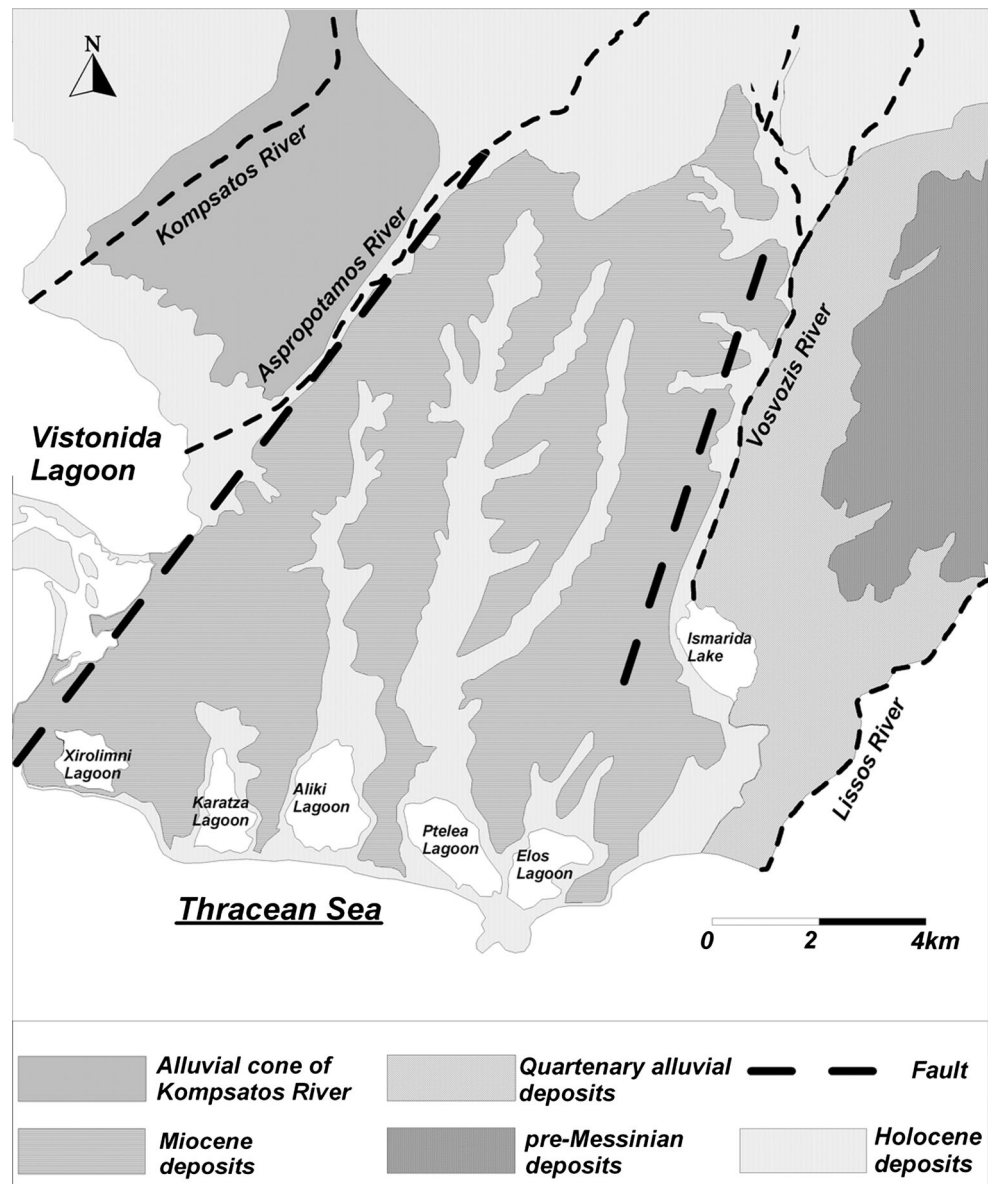 N
Kompsatos River
Aspropotamos River
Vosvozis River
Vistonida
Lagoon
Ismarida
Lake
Lissos River
Xirolimni
Lagoon
Karatza
Lagoon
Aliki
Lagoon
Ptelea
Lagoon
Elos
Lagoon
Thracean Sea
0 2 4km
Alluvial cone of
Kompsatos River
Quartenary alluvial
deposits
Fault
Miocene
deposits
pre-Messinian
deposits
Holocene
deposits